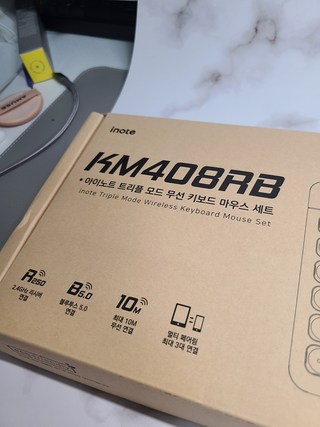 inote
KM408RB
• 아이노트 트리플 모드 무선 키보드 마우스 세트
inote Triple Mode Wireless Keyboard Mouse Set
R250
2.4GHz 리시버
연결
B5.0
블루투스 5.0
연결
10M
최대 10M
무선 연결
멀티 페어링
최대 3대 연결